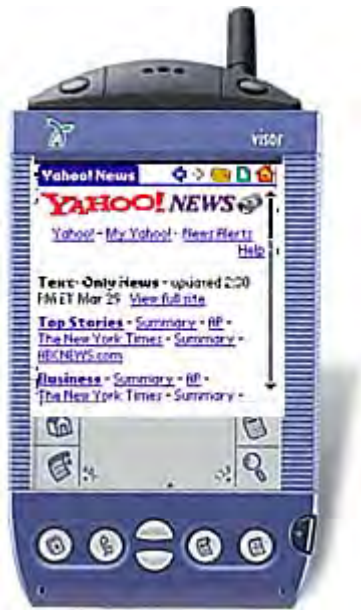 visor
Yahoo! News
YAHOO! NEWS
Yahoo! - My Yahoo! - News Alerts
Help
Text-Only News - updated 2:00
PM ET Mar 29 View full site
Top Stories - Summary - AP -
The New York Times - Summary -
ABCNEWS.com
Business - Summary - AP -
The New York Times - Summary -